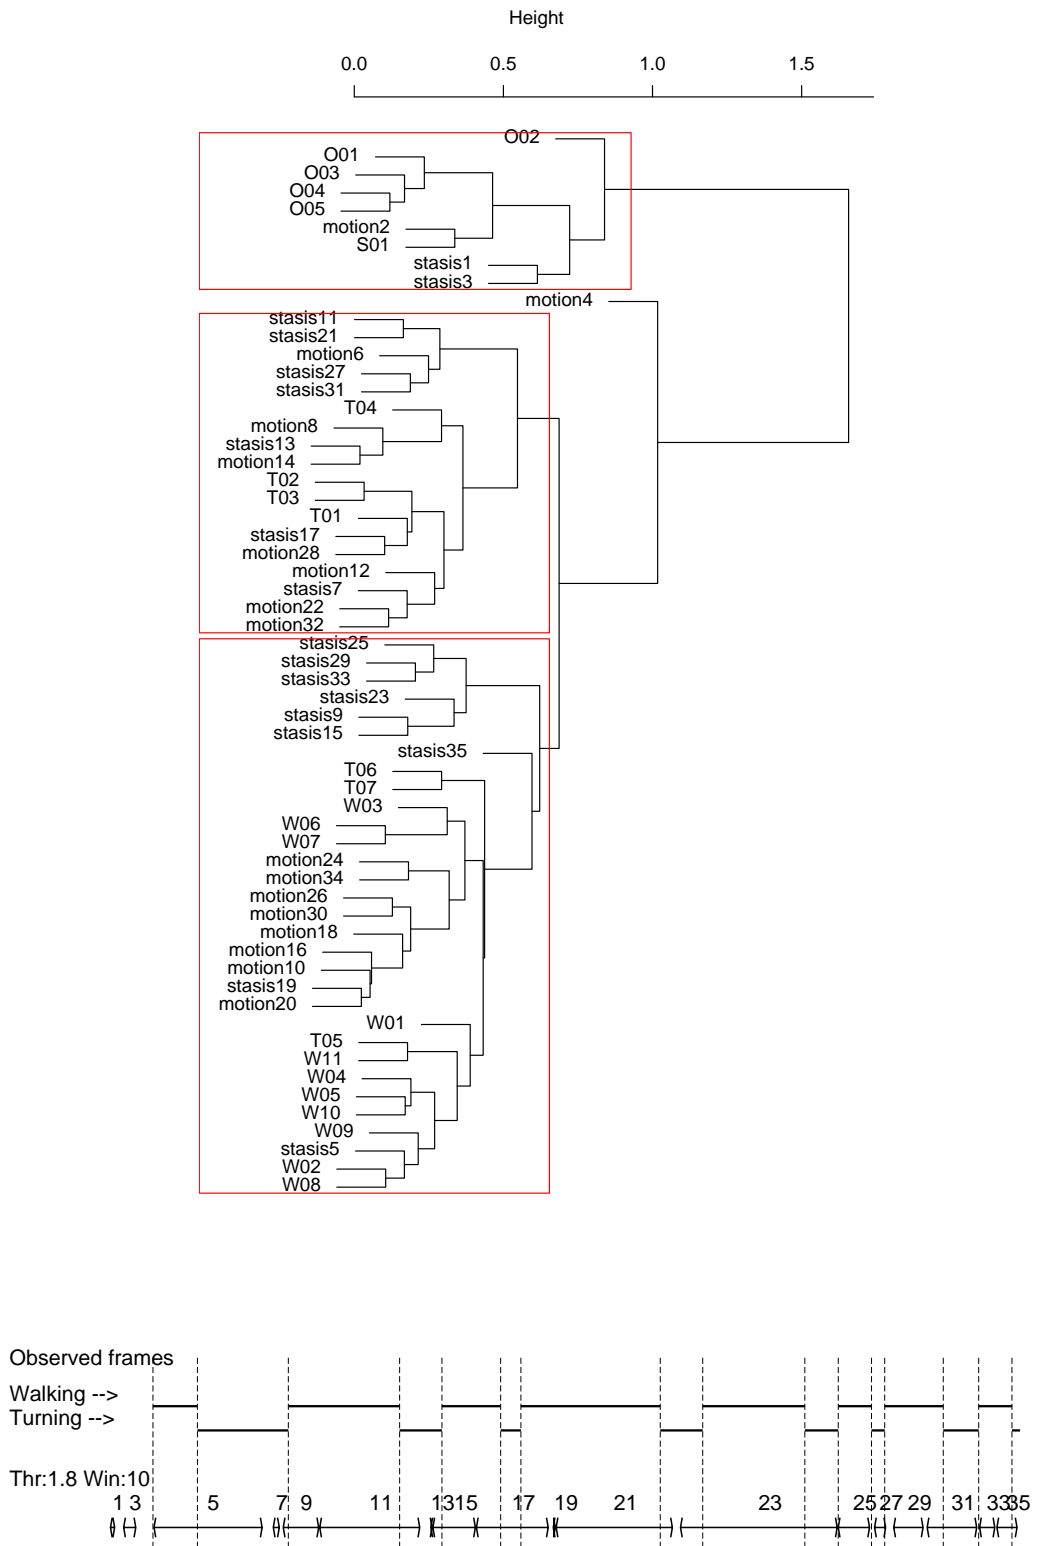 Height
0.0 0.5 1.0 1.5
O02
O01
O03
O04
O05
motion2
S01
stasis1
stasis3
motion4
stasis11
stasis21
motion6
stasis27
stasis31
T04
motion8
stasis13
motion14
T02
T03
T01
stasis17
motion28
motion12
stasis7
motion22
motion32
stasis25
stasis29
stasis33
stasis23
stasis9
stasis15
stasis35
T06
T07
W03
W06
W07
motion24
motion34
motion26
motion30
motion18
motion16
motion10
stasis19
motion20
W01
T05
W11
W04
W05
W10
W09
stasis5
W02
W08
Observed frames
Walking -->
Turning -->
Thr:1.8 Win:10
1 3 5 7 9 11 13 15 17 19 21 23 25 27 29 31 33 35